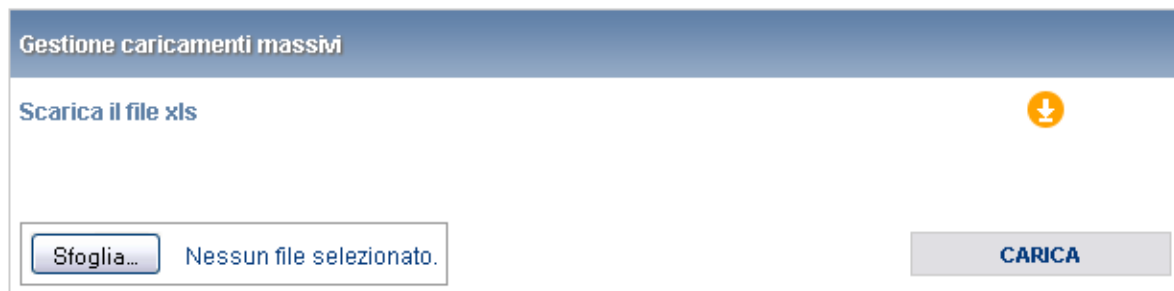 Gestione caricamenti massivi
Scarica il file xls
Sfoglia... Nessun file selezionato.
CARICA